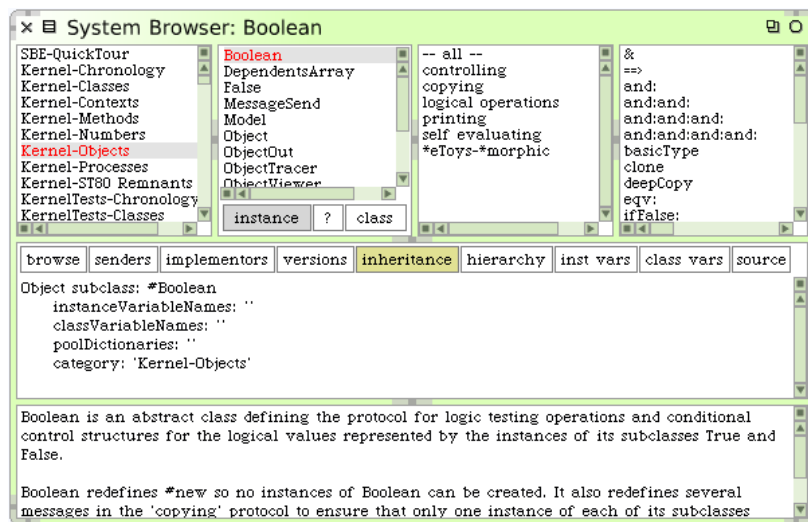 System Browser: Boolean
SBE-QuickTour
Kernel-Chronology
Kernel-Classes
Kernel-Contexts
Kernel-Methods
Kernel-Numbers
Kernel-Objects
Kernel-Processes
Kernel-ST80 Remnants
KernelTests-Chronology
KernelTests-Classes
Boolean
DependentsArray
False
MessageSend
Model
Object
ObjectOut
ObjectTracer
ObjectViewer
instance ? class
-- all --
controlling
copying
logical operations
printing
self evaluating
*eToys-*morphic
&
==>
and:
and:and:
and:and:and:
and:and:and:and:
basicType
clone
deepCopy
eqv:
ifFalse:
browse senders implementors versions inheritance hierarchy inst vars class vars source
Object subclass: #Boolean
instanceVariableNames: ''
classVariableNames: ''
poolDictionaries: ''
category: 'Kernel-Objects'
Boolean is an abstract class defining the protocol for logic testing operations and conditional
control structures for the logical values represented by the instances of its subclasses True and
False.
Boolean redefines #new so no instances of Boolean can be created. It also redefines several
messages in the 'copying' protocol to ensure that only one instance of each of its subclasses